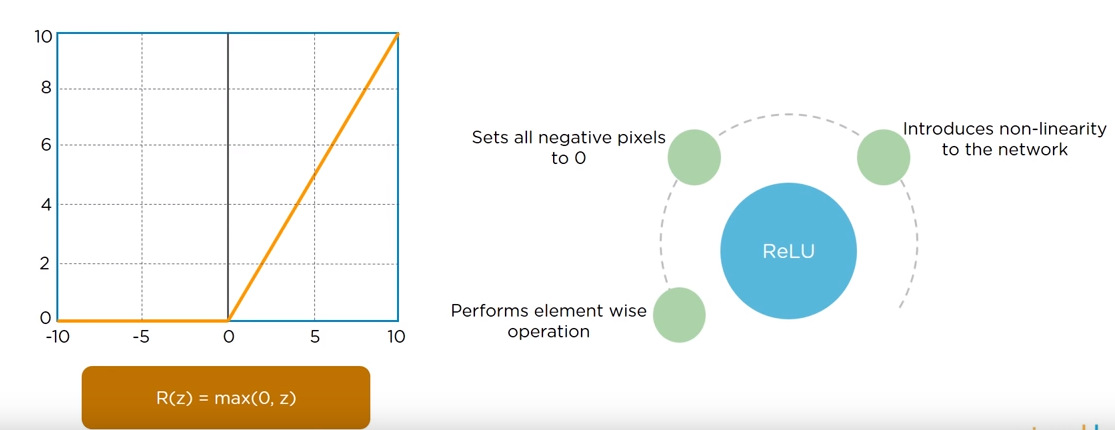 10
8
6
4
2
0
-10
-5
0
5
10
R(z) = max(0, z)
Sets all negative pixels
to 0
Introduces non-linearity
to the network
ReLU
Performs element wise
operation